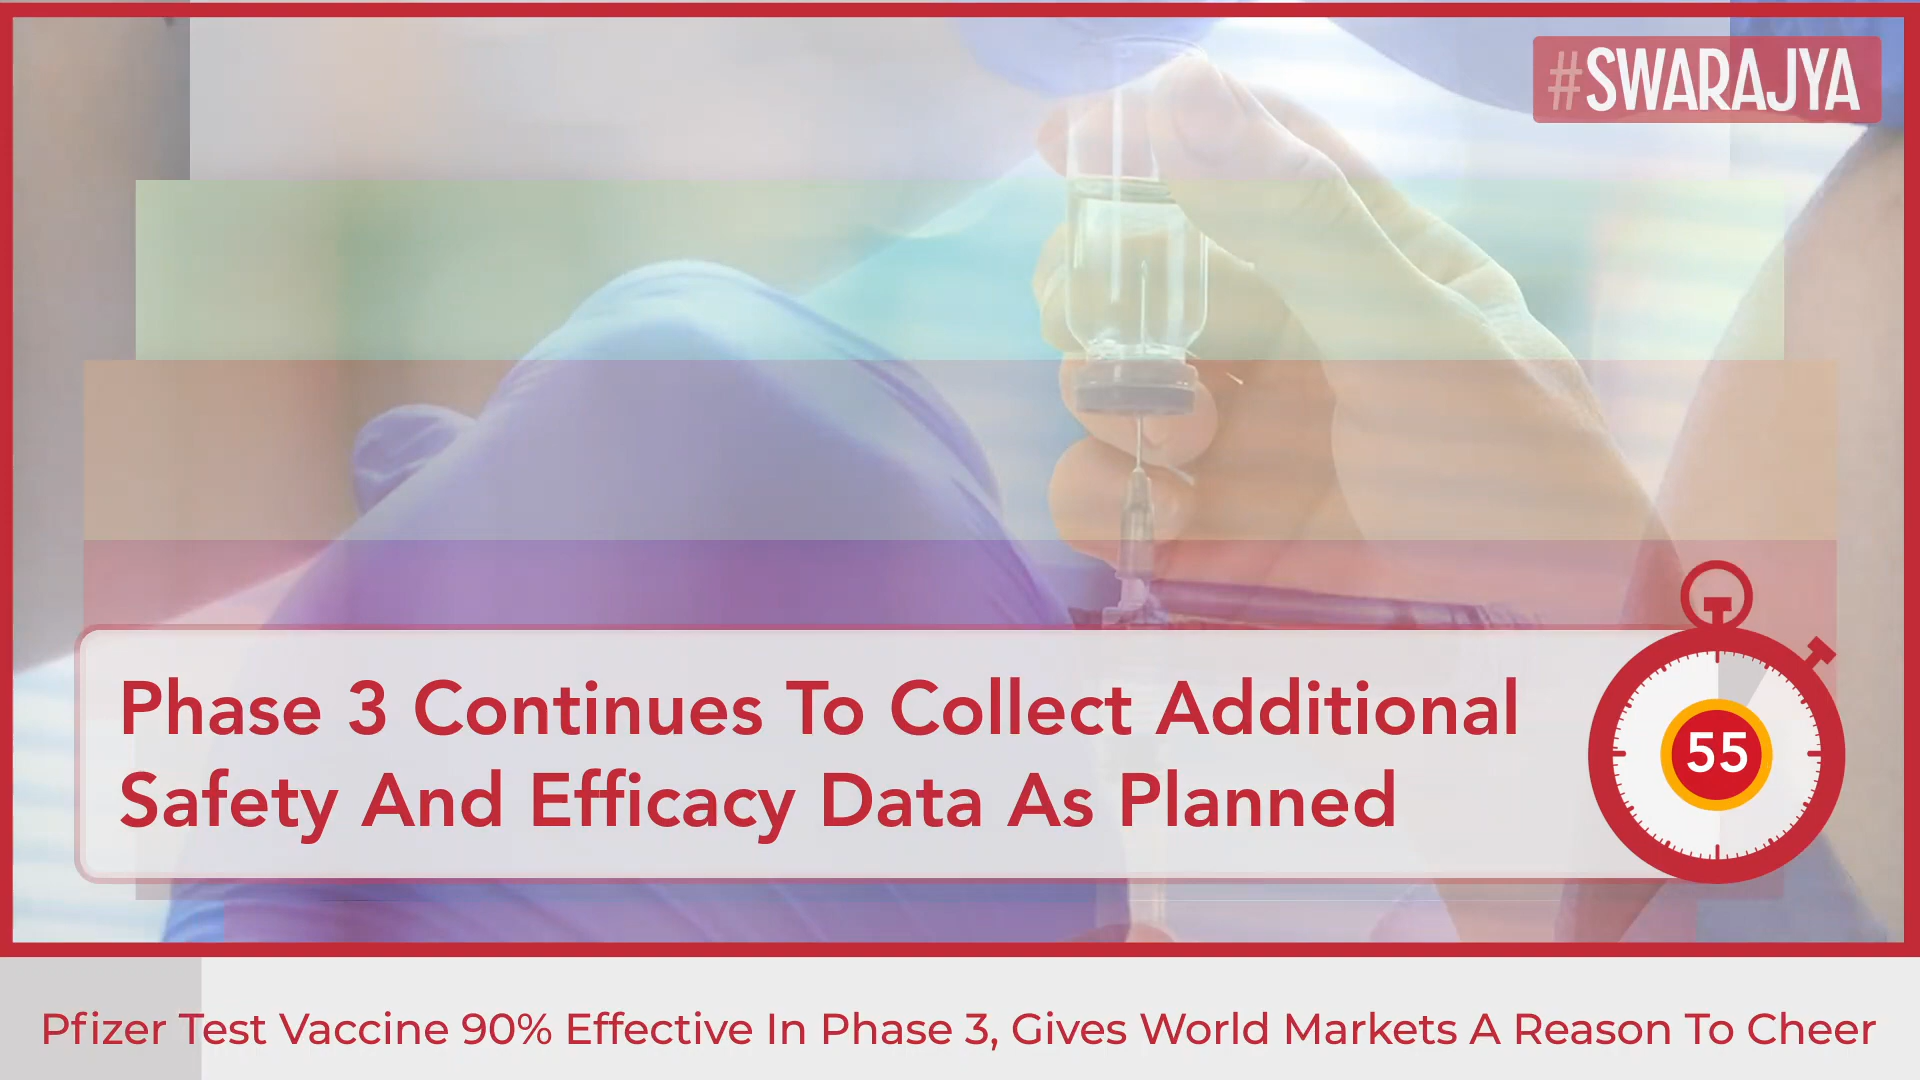 #SWARAJYA
Phase 3 Continues To Collect Additional
Safety And Efficacy Data As Planned
55
Pfizer Test Vaccine 90% Effective In Phase 3, Gives World Markets A Reason To Cheer